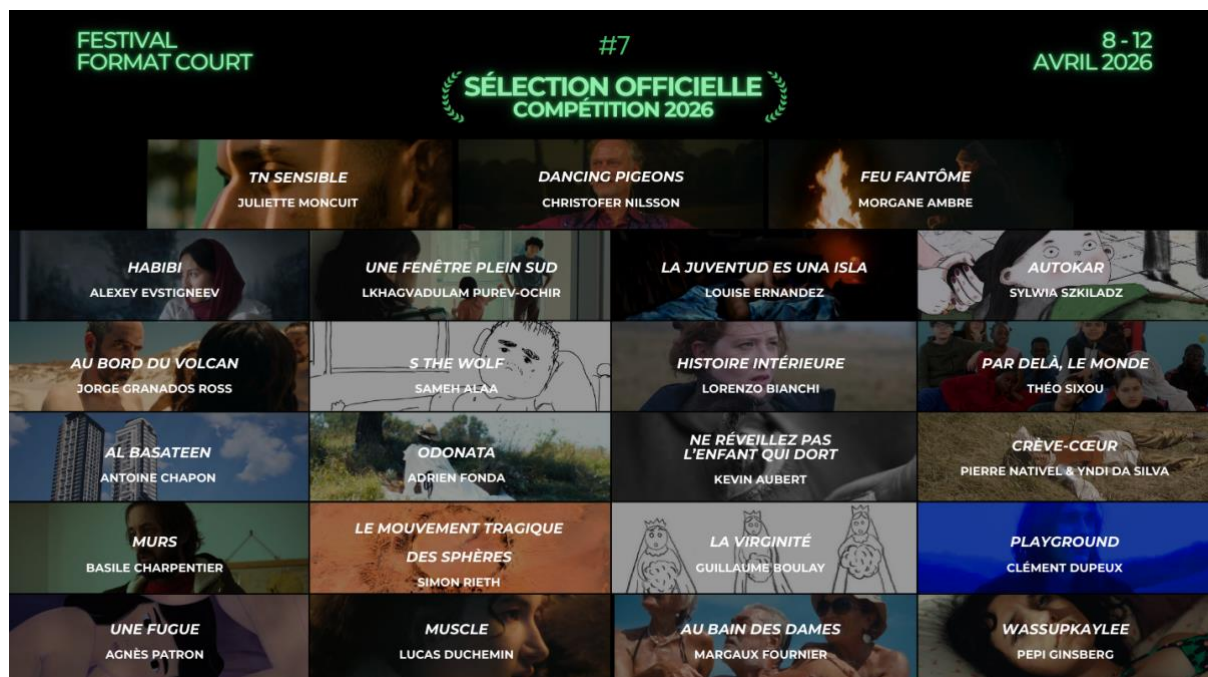 FESTIVAL
FORMAT COURT
#7
8 - 12
AVRIL 2026
SÉLECTION OFFICIELLE
COMPÉTITION 2026
TN SENSIBLE
JULIETTE MONCUIT
DANCING PIGEONS
CHRISTOFER NILSSON
FEU FANTÔME
MORGANE AMBRE
HABIBI
ALEXEY EVSTIGNEEV
UNE FENÊTRE PLEIN SUD
LKHAGVADULAM PUREV-OCHIR
LA JUVENTUD ES UNA ISLA
LOUISE ERNANDEZ
AUTOKAR
SYLWIA SZKILADZ
AU BORD DU VOLCAN
JORGE GRANADOS ROSS
S THE WOLF
SAMEH ALAA
HISTOIRE INTÉRIEURE
LORENZO BIANCHI
PAR DELÀ, LE MONDE
THÉO SIXOU
AL BASATEEN
ANTOINE CHAPON
ODONATA
ADRIEN FONDA
NE RÉVEILLEZ PAS
L'ENFANT QUI DORT
KEVIN AUBERT
CRÈVE-CŒUR
PIERRE NATIVEL & YNDI DA SILVA
MURS
BASILE CHARPENTIER
LE MOUVEMENT TRAGIQUE
DES SPHÈRES
SIMON RIETH
LA VIRGINITÉ
GUILLAUME BOULAY
PLAYGROUND
CLÉMENT DUPEUX
UNE FUGUE
AGNÈS PATRON
MUSCLE
LUCAS DUCHEMIN
AU BAIN DES DAMES
MARGAUX FOURNIER
WASSUPKAYLEE
PEPI GINSBERG